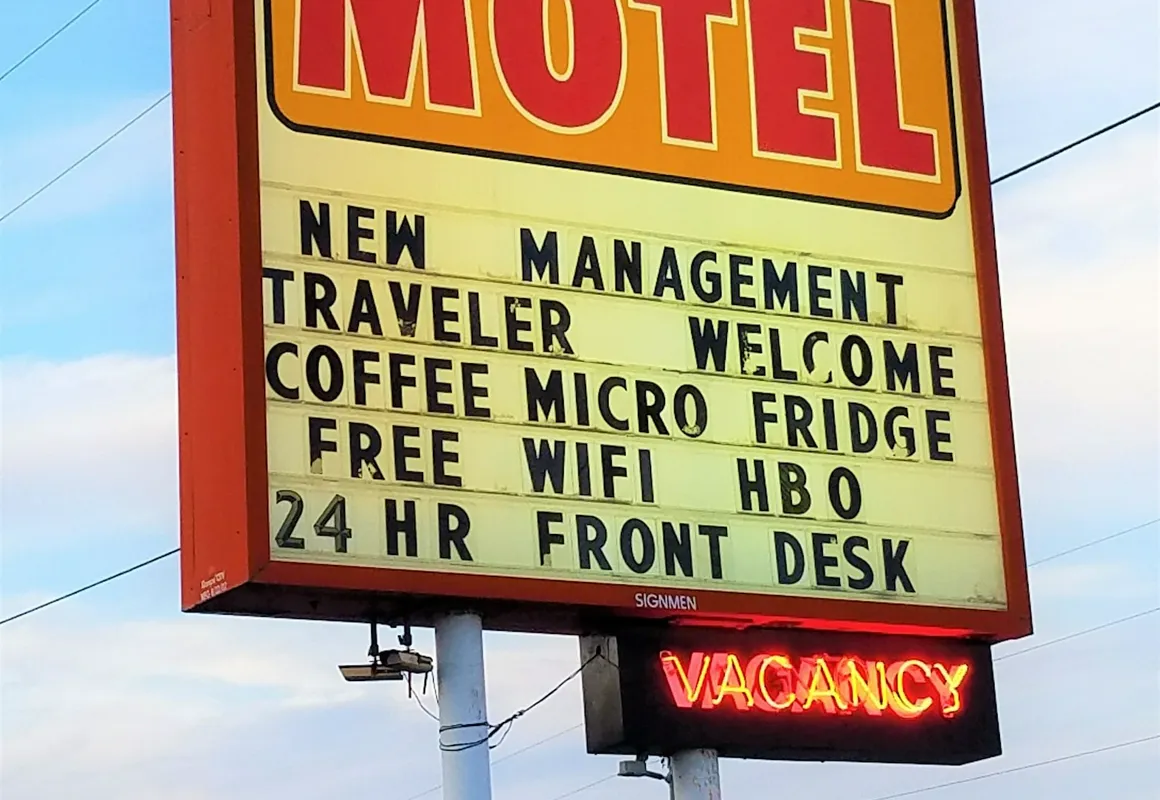 MOTEL
NEW MANAGEMENT
TRAVELER WELCOME
COFFEE MICRO FRIDGE
FREE WIFI HBO
24 HR FRONT DESK
SIGNMEN
VACANCY